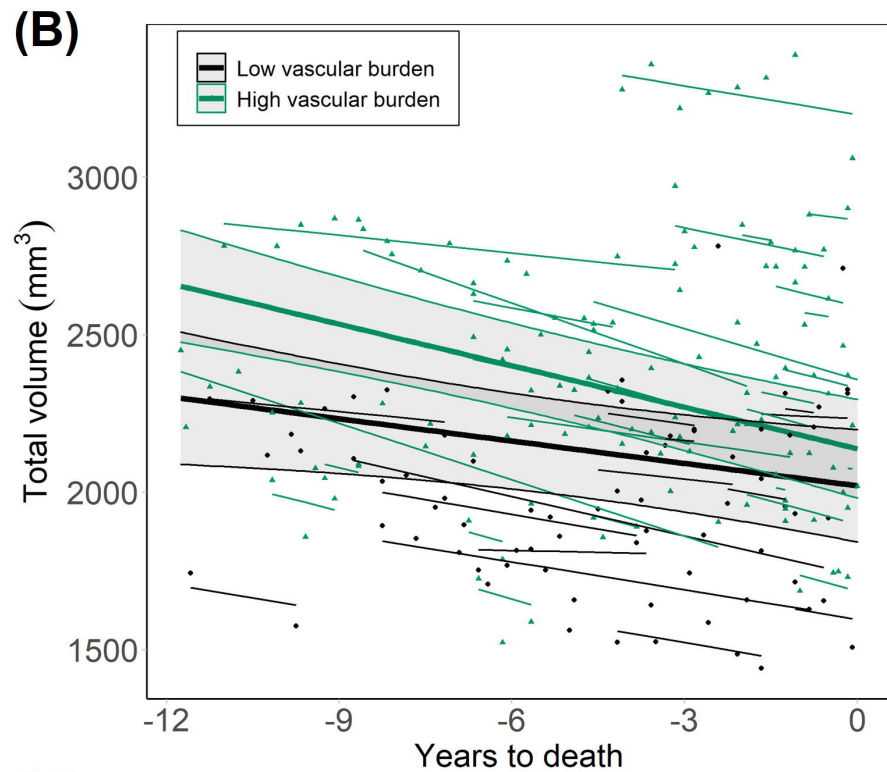 (B)
Low vascular burden
High vascular burden
Total volume (mm³)
3000
2500
2000
1500
-12 -9 -6 -3 0
Years to death